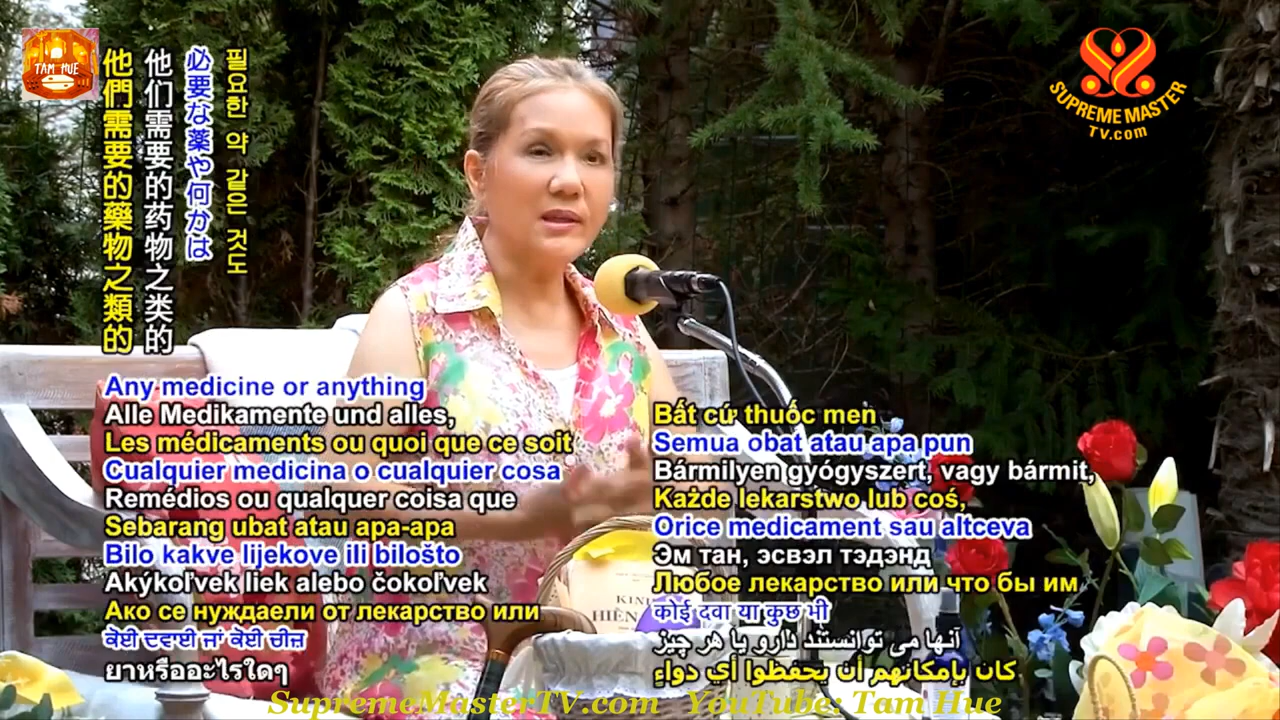 TAM HUE
SUPREME MASTER
TV.com
필요한 약 같은 것도
必要な薬や何かは
他们需要的药物之类的
他們需要的藥物之類的
Any medicine or anything
Alle Medikamente und alles,
Les médicaments ou quoi que ce soit
Cualquier medicina o cualquier cosa
Remédios ou qualquer coisa que
Sebarang ubat atau apa-apa
Bilo kakve lijekove ili bilošto
Akýkoľvek liek alebo čokoľvek
Ако се нуждаели от лекарство или
ਕੋਈ ਦਵਾਈ ਜਾਂ ਕੋਈ ਚੀਜ਼
ยาหรืออะไรใดๆ
Bất cứ thuốc men
Semua obat atau apa pun
Bármilyen gyógyszert, vagy bármit,
Każde lekarstwo lub coś,
Orice medicament sau altceva
Эм тан, эсвэл тэдэнд
Любое лекарство или что бы им
कोई दवा या कुछ भी
آنها می توانستند دارو یا هر چیز
كان بإمكانهم أن يحفظوا أي دواءٍ
KIN
HIỀN
SupremeMasterTV.com YouTube: Tam Hue